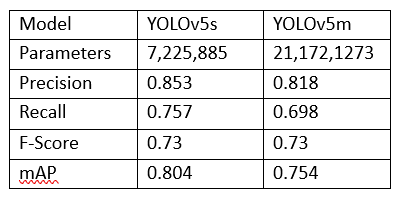 Model YOLOv5s YOLOv5m
Parameters 7,225,885 21,172,1273
Precision 0.853 0.818
Recall 0.757 0.698
F-Score 0.73 0.73
mAP 0.804 0.754